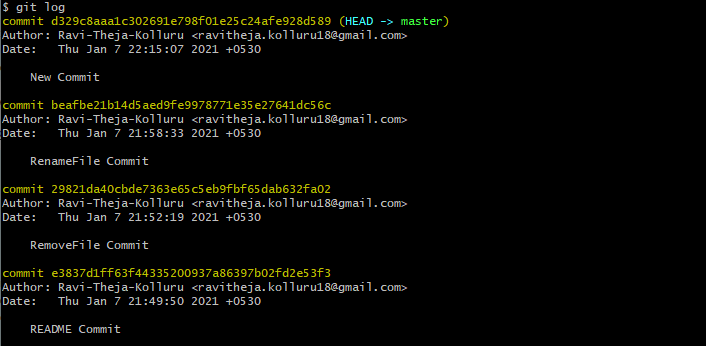 $ git log
commit d329c8aaa1c302691e798f01e25c24afe928d589 (HEAD -> master)
Author: Ravi-Theja-Kolluru <ravitheja.kolluru18@gmail.com>
Date:   Thu Jan 7 22:15:07 2021 +0530
    New Commit
commit beafbe21b14d5aed9fe9978771e35e27641dc56c
Author: Ravi-Theja-Kolluru <ravitheja.kolluru18@gmail.com>
Date:   Thu Jan 7 21:58:33 2021 +0530
    RenameFile Commit
commit 29821da40cbde7363e65c5eb9fbf65dab632fa02
Author: Ravi-Theja-Kolluru <ravitheja.kolluru18@gmail.com>
Date:   Thu Jan 7 21:52:19 2021 +0530
    RemoveFile Commit
commit e3837d1ff63f44335200937a86397b02fd2e53f3
Author: Ravi-Theja-Kolluru <ravitheja.kolluru18@gmail.com>
Date:   Thu Jan 7 21:49:50 2021 +0530
    README Commit